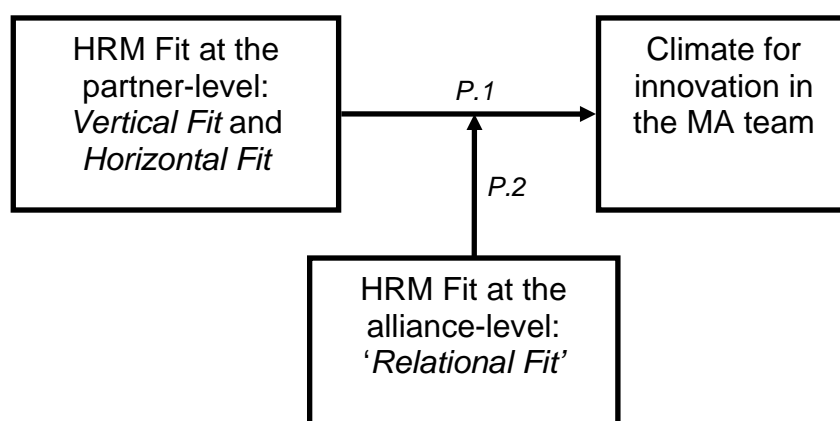 HRM Fit at the
partner-level:
Vertical Fit and
Horizontal Fit
P.1
Climate for
innovation in
the MA team
P.2
HRM Fit at the
alliance-level:
‘Relational Fit’